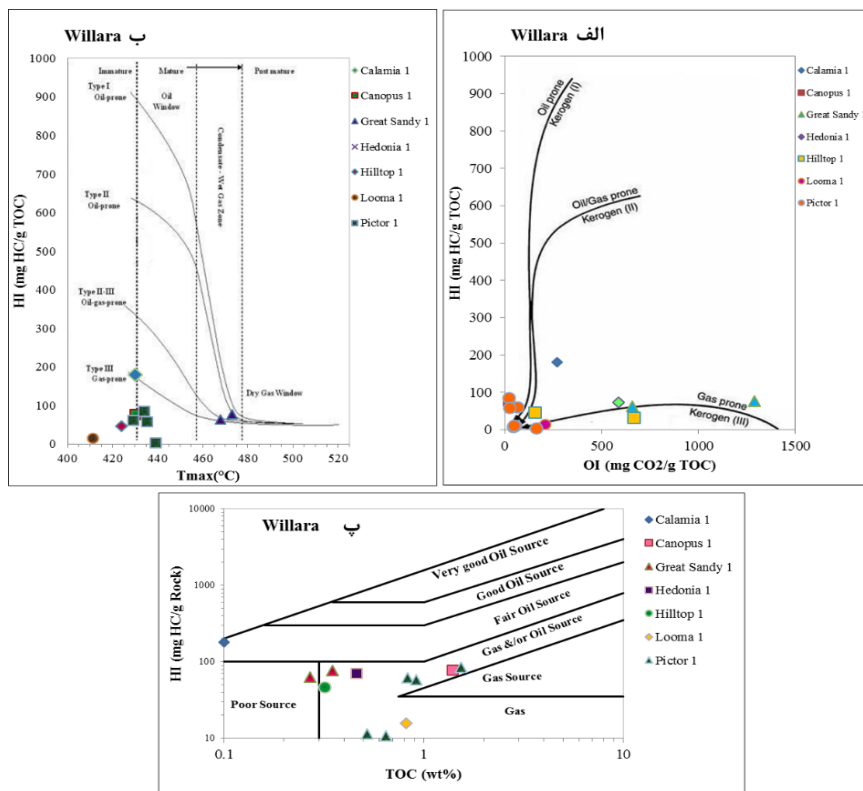 Willara ب
HI (mg HC/g TOC)
1000
900
800
700
600
500
400
300
200
100
0
400
420
440
460
480
500
520
Tmax(°C)
Immature
Mature
Post mature
Oil
Window
Type I
Oil-prone
Type II
Oil-prone
Type II-III
Oil-gas-prone
Type III
Gas-prone
Condensate - Wet Gas Zone
Dry Gas Window
Calamia 1
Canopus 1
Great Sandy 1
Hedonia 1
Hilltop 1
Looma 1
Pictor 1
Willara الف
HI (mg HC/g TOC)
1000
900
800
700
600
500
400
300
200
100
0
0
500
1000
1500
OI (mg CO2/g TOC)
Oil prone
Kerogen (I)
Oil/Gas prone
Kerogen (II)
Gas prone
Kerogen (III)
Calamia 1
Canopus 1
Great Sandy 1
Hedonia 1
Hilltop 1
Looma 1
Pictor 1
Willara پ
HI (mg HC/g Rock)
10000
1000
100
10
0.1
1
10
TOC (wt%)
Very good Oil Source
Good Oil Source
Fair Oil Source
Gas &/or Oil Source
Gas Source
Gas
Poor Source
Calamia 1
Canopus 1
Great Sandy 1
Hedonia 1
Hilltop 1
Looma 1
Pictor 1